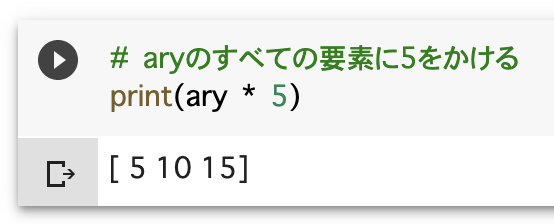 # aryのすべての要素に5をかける
print(ary * 5)
[ 5 10 15]